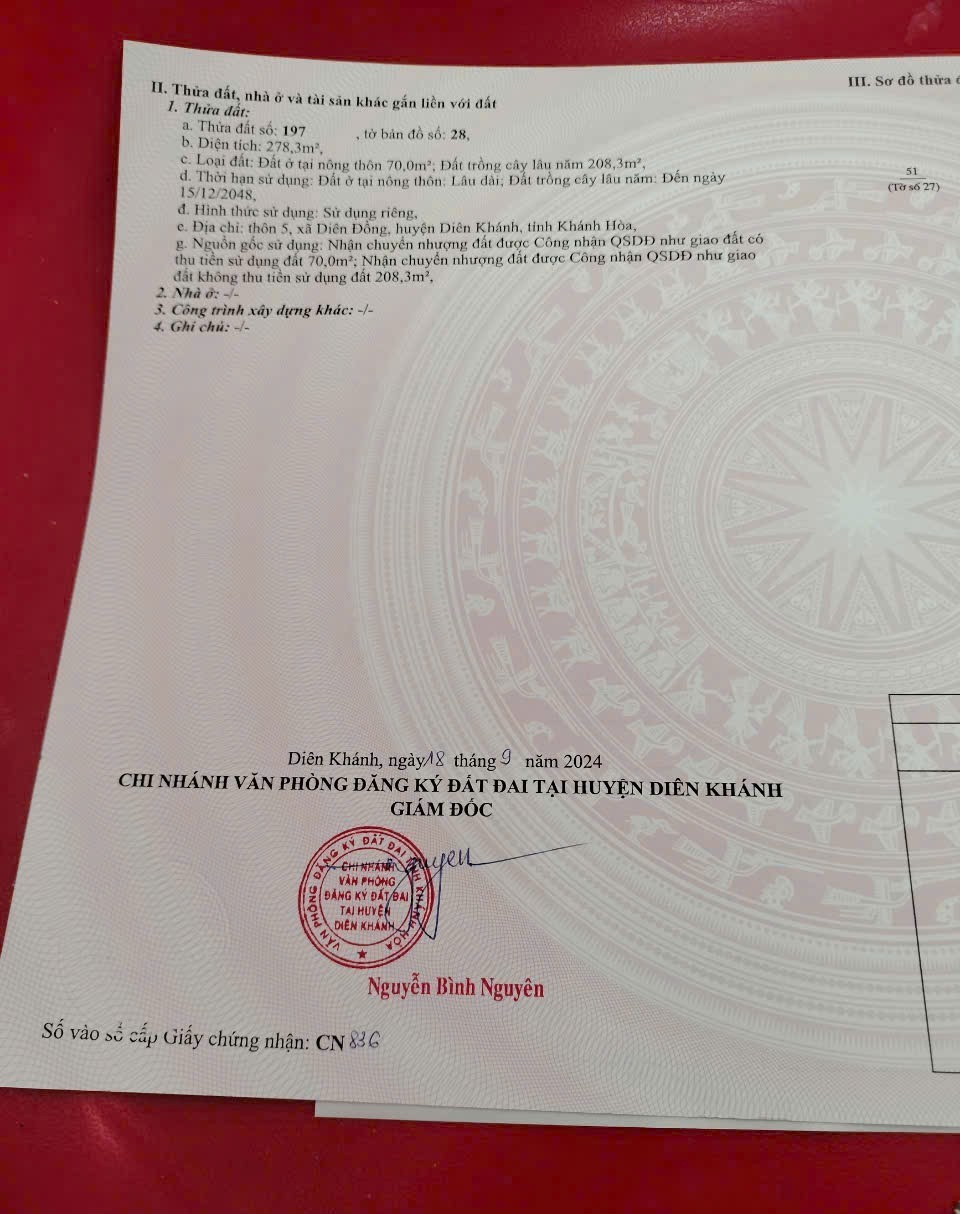 II. Thửa đất, nhà ở và tài sản khác gắn liền với đất
1. Thửa đất:
a. Thửa đất số: 197 , tờ bản đồ số: 28,
b. Diện tích: 278,3m²,
c. Loại đất: Đất ở tại nông thôn 70,0m²; Đất trồng cây lâu năm 208,3m²,
d. Thời hạn sử dụng: Đất ở tại nông thôn: Lâu dài; Đất trồng cây lâu năm: Đến ngày
15/12/2048,
đ. Hình thức sử dụng: Sử dụng riêng,
e. Địa chỉ: thôn 5, xã Diên Đồng, huyện Diên Khánh, tỉnh Khánh Hòa,
g. Nguồn gốc sử dụng: Nhận chuyển nhượng đất được Công nhận QSDĐ như giao đất có
thu tiền sử dụng đất 70,0m²; Nhận chuyển nhượng đất được Công nhận QSDĐ như giao
đất không thu tiền sử dụng đất 208,3m²,
2. Nhà ở: -/-
3. Công trình xây dựng khác: -/-
4. Ghi chú: -/-
III. Sơ đồ thửa
51
(Tờ số 27)
Diên Khánh, ngày 18 tháng 9 năm 2024
CHI NHÁNH VĂN PHÒNG ĐĂNG KÝ ĐẤT ĐAI TẠI HUYỆN DIÊN KHÁNH
GIÁM ĐỐC
VĂN PHÒNG ĐĂNG KÝ ĐẤT ĐAI TỈNH KHÁNH HÒA
CHI NHÁNH
VĂN PHÒNG
ĐĂNG KÝ ĐẤT ĐAI
TẠI HUYỆN
DIÊN KHÁNH
Nguyễn Bình Nguyên
Số vào sổ cấp Giấy chứng nhận: CN 836